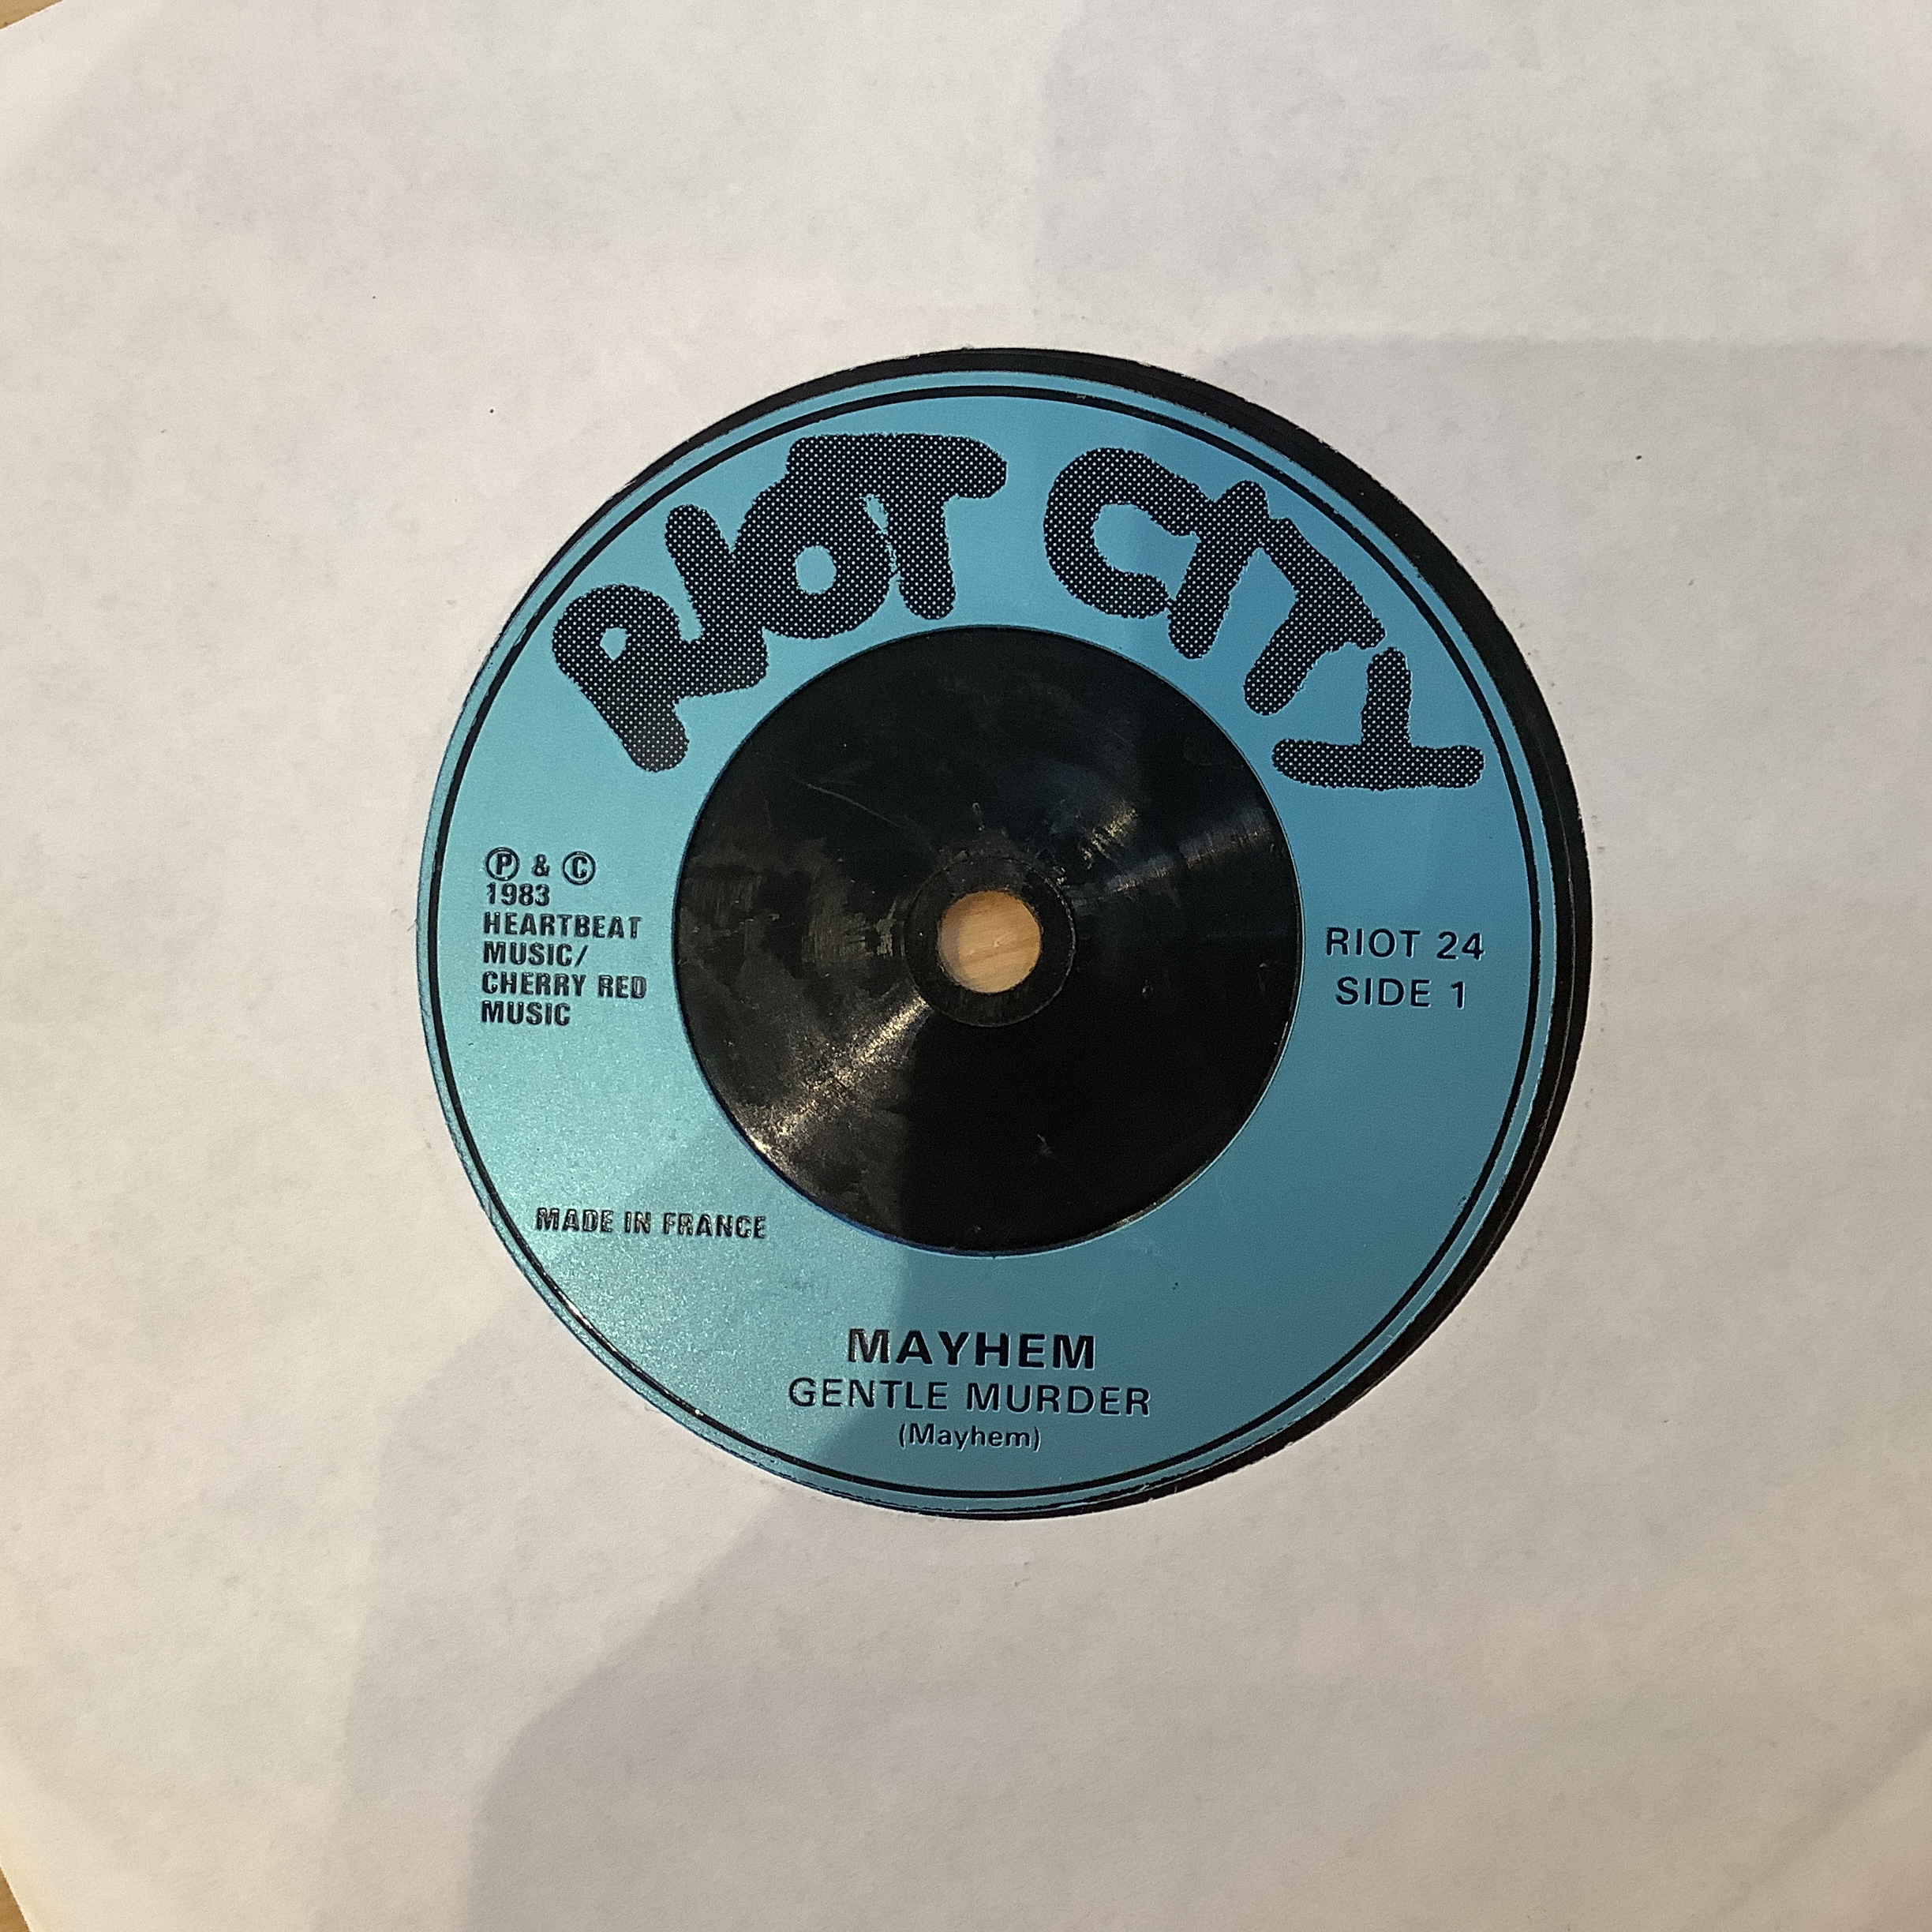 RIOT CITY
Ⓟ & ©
1983
HEARTBEAT
MUSIC/
CHERRY RED
MUSIC
RIOT 24
SIDE 1
MADE IN FRANCE
MAYHEM
GENTLE MURDER
(Mayhem)